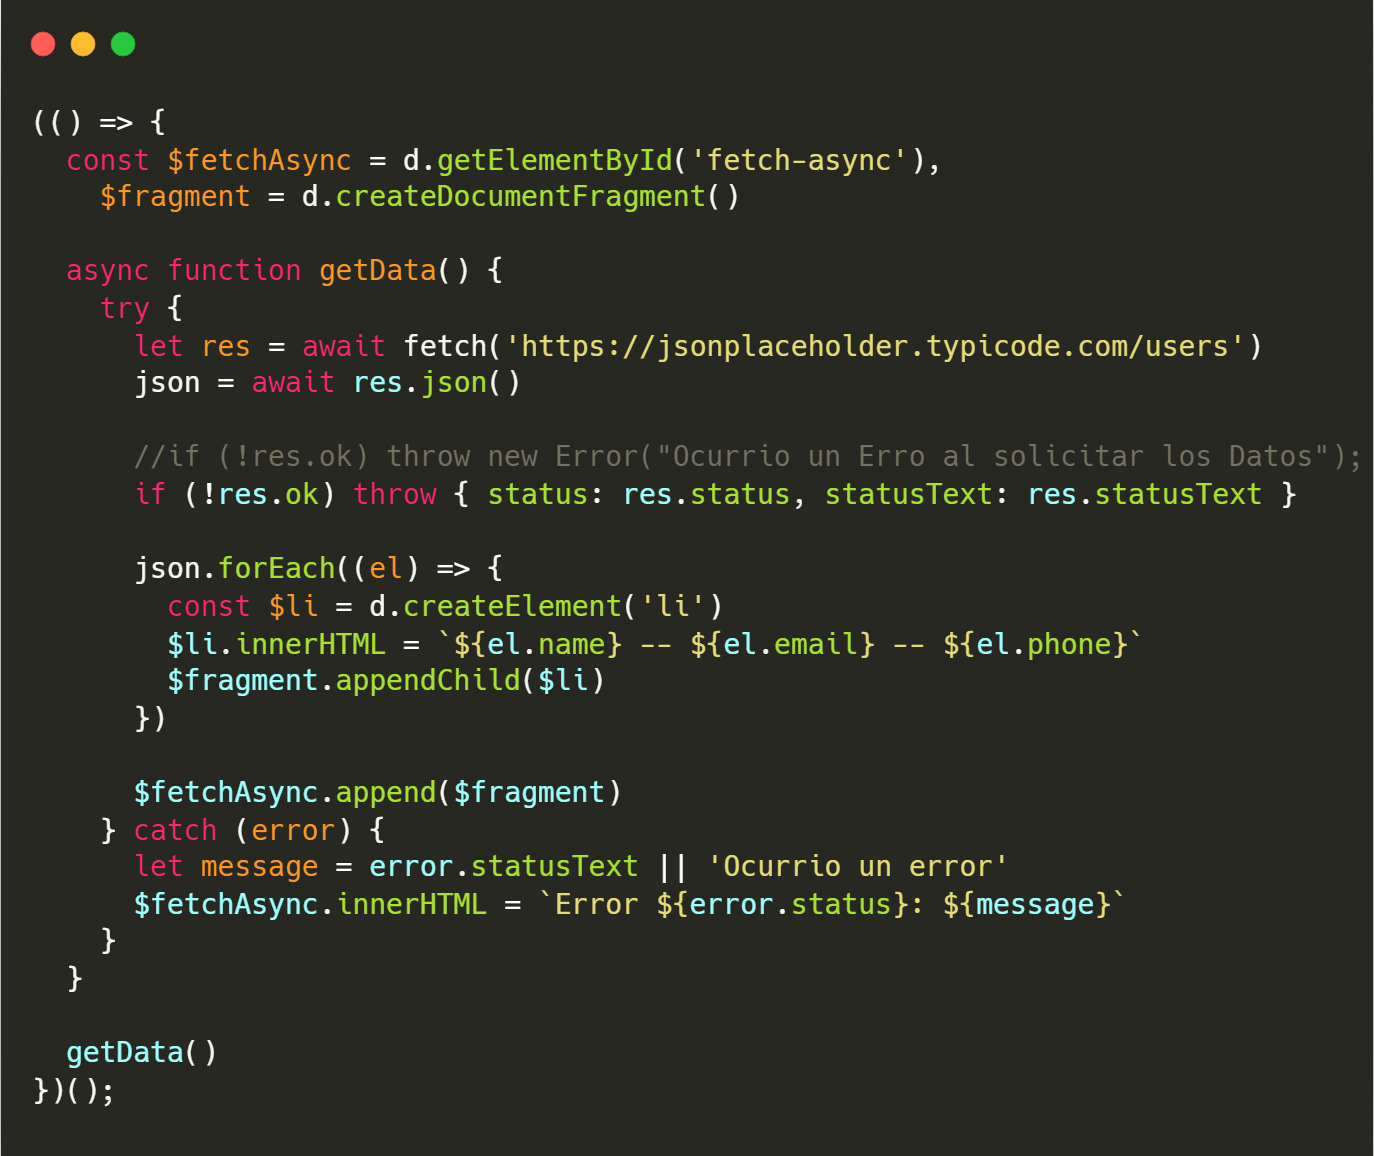 (() => {
  const $fetchAsync = d.getElementById('fetch-async'),
    $fragment = d.createDocumentFragment()

  async function getData() {
    try {
      let res = await fetch('https://jsonplaceholder.typicode.com/users')
      json = await res.json()

      //if (!res.ok) throw new Error("Ocurrio un Erro al solicitar los Datos");
      if (!res.ok) throw { status: res.status, statusText: res.statusText }

      json.forEach((el) => {
        const $li = d.createElement('li')
        $li.innerHTML = `${el.name} -- ${el.email} -- ${el.phone}`
        $fragment.appendChild($li)
      })

      $fetchAsync.append($fragment)
    } catch (error) {
      let message = error.statusText || 'Ocurrio un error'
      $fetchAsync.innerHTML = `Error ${error.status}: ${message}`
    }
  }

  getData()
})();